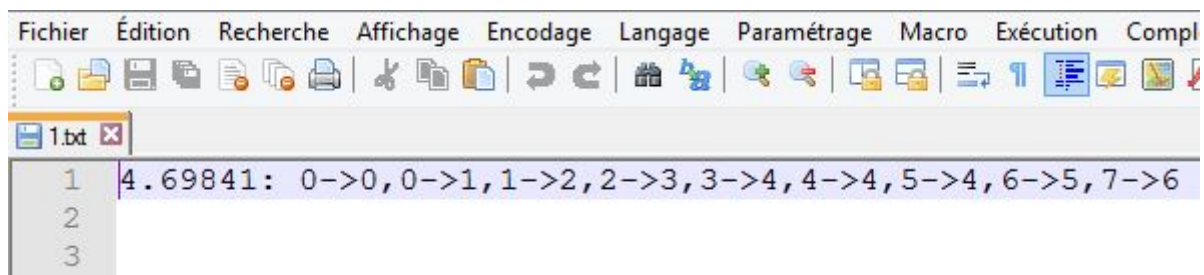 Fichier Édition Recherche Affichage Encodage Langage Paramétrage Macro Exécution Compl
1.txt
1 4.69841: 0->0,0->1,1->2,2->3,3->4,4->4,5->4,6->5,7->6
2
3